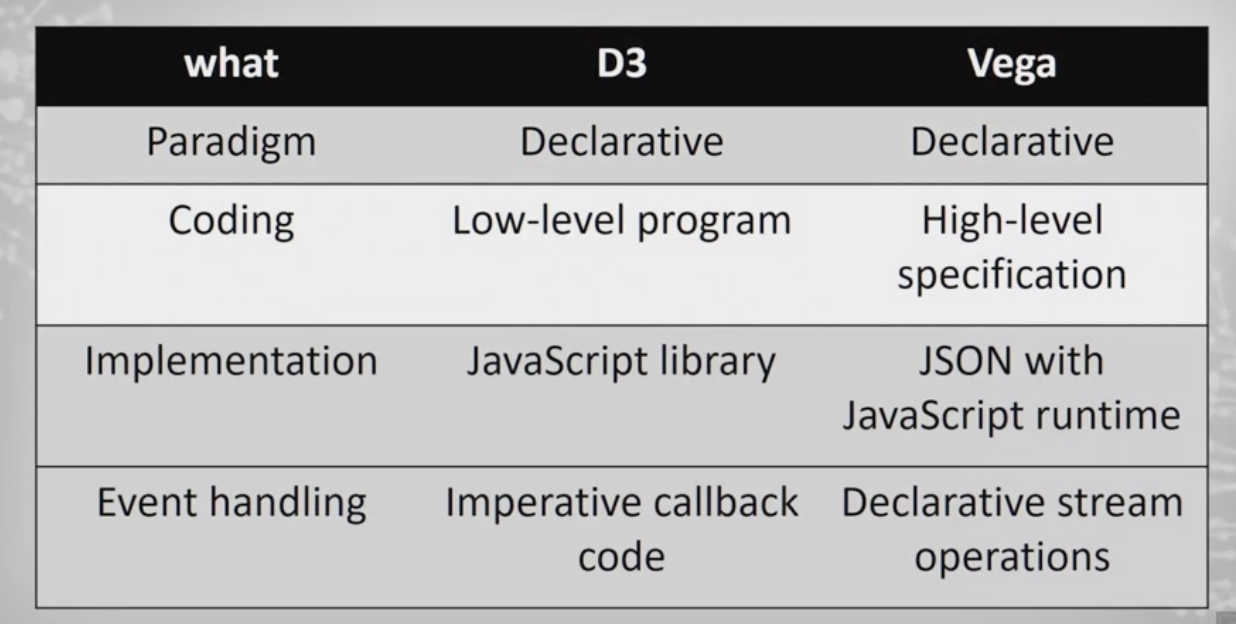 what D3 Vega
Paradigm Declarative Declarative
Coding Low-level program High-level
specification
Implementation JavaScript library JSON with
JavaScript runtime
Event handling Imperative callback Declarative stream
code operations